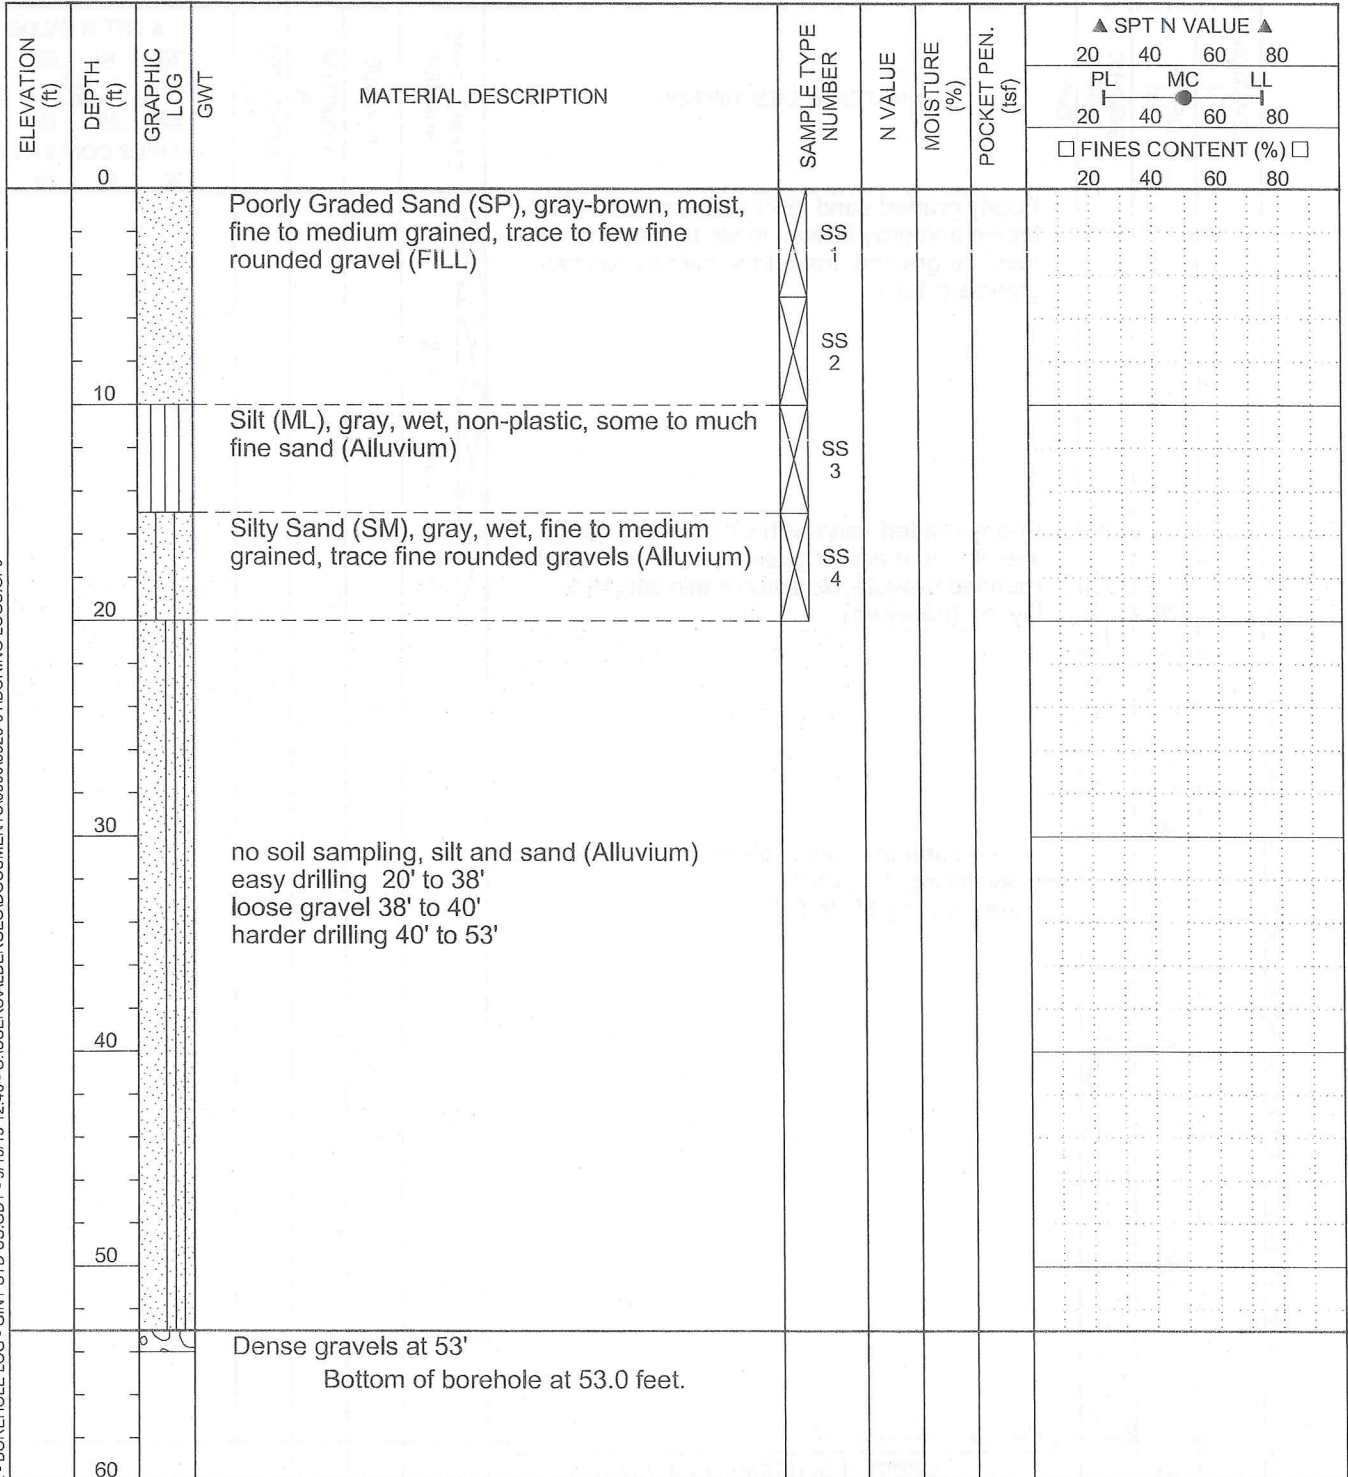 ELEVATION
(ft)
DEPTH
(ft)
GRAPHIC
LOG
GWT
MATERIAL DESCRIPTION
SAMPLE TYPE
NUMBER
N VALUE
MOISTURE
(%)
POCKET PEN.
(tsf)
▲ SPT N VALUE ▲
20 40 60 80
PL MC LL
20 40 60 80
□ FINES CONTENT (%) □
20 40 60 80
0
Poorly Graded Sand (SP), gray-brown, moist,
fine to medium grained, trace to few fine
rounded gravel (FILL)
SS
1
SS
2
10
Silt (ML), gray, wet, non-plastic, some to much
fine sand (Alluvium)
SS
3
Silty Sand (SM), gray, wet, fine to medium
grained, trace fine rounded gravels (Alluvium)
SS
4
20
30
no soil sampling, silt and sand (Alluvium)
easy drilling 20' to 38'
loose gravel 38' to 40'
harder drilling 40' to 53'
40
50
Dense gravels at 53'
Bottom of borehole at 53.0 feet.
60